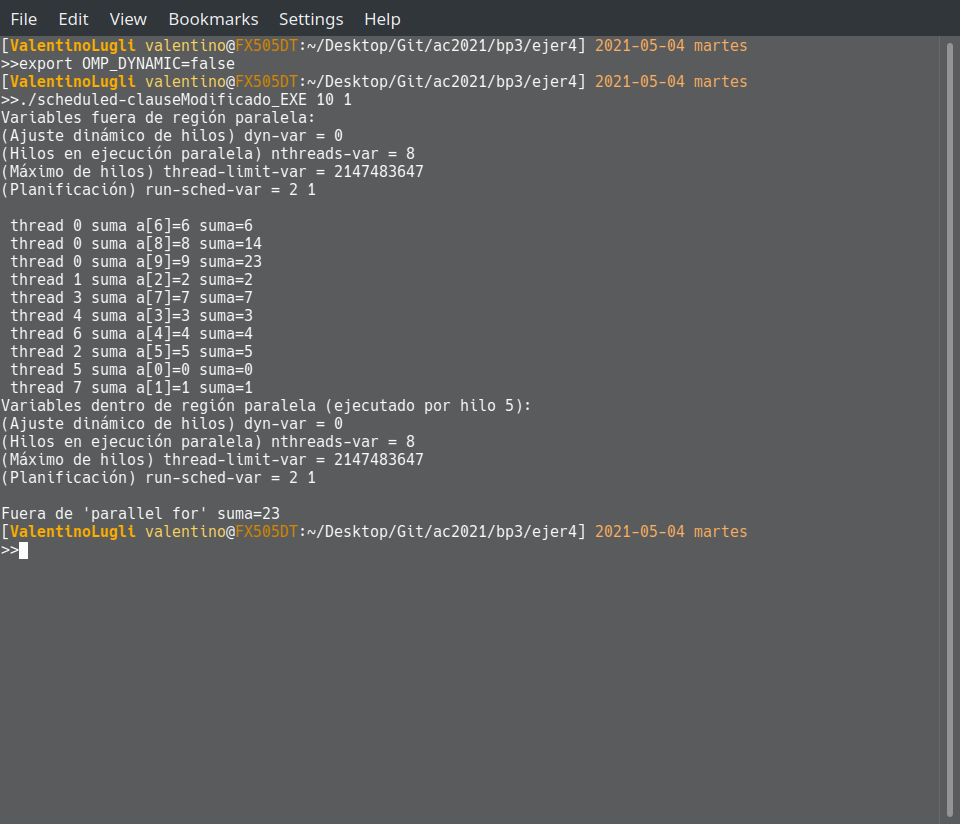 File Edit View Bookmarks Settings Help
[ValentinoLugli valentino@FX505DT:~/Desktop/Git/ac2021/bp3/ejer4] 2021-05-04 martes
>>export OMP_DYNAMIC=false
[ValentinoLugli valentino@FX505DT:~/Desktop/Git/ac2021/bp3/ejer4] 2021-05-04 martes
>>./scheduled-clauseModificado_EXE 10 1
Variables fuera de región paralela:
(Ajuste dinámico de hilos) dyn-var = 0
(Hilos en ejecución paralela) nthreads-var = 8
(Máximo de hilos) thread-limit-var = 2147483647
(Planificación) run-sched-var = 2 1

 thread 0 suma a[6]=6 suma=6
 thread 0 suma a[8]=8 suma=14
 thread 0 suma a[9]=9 suma=23
 thread 1 suma a[2]=2 suma=2
 thread 3 suma a[7]=7 suma=7
 thread 4 suma a[3]=3 suma=3
 thread 6 suma a[4]=4 suma=4
 thread 2 suma a[5]=5 suma=5
 thread 5 suma a[0]=0 suma=0
 thread 7 suma a[1]=1 suma=1
Variables dentro de región paralela (ejecutado por hilo 5):
(Ajuste dinámico de hilos) dyn-var = 0
(Hilos en ejecución paralela) nthreads-var = 8
(Máximo de hilos) thread-limit-var = 2147483647
(Planificación) run-sched-var = 2 1

Fuera de 'parallel for' suma=23
[ValentinoLugli valentino@FX505DT:~/Desktop/Git/ac2021/bp3/ejer4] 2021-05-04 martes
>>